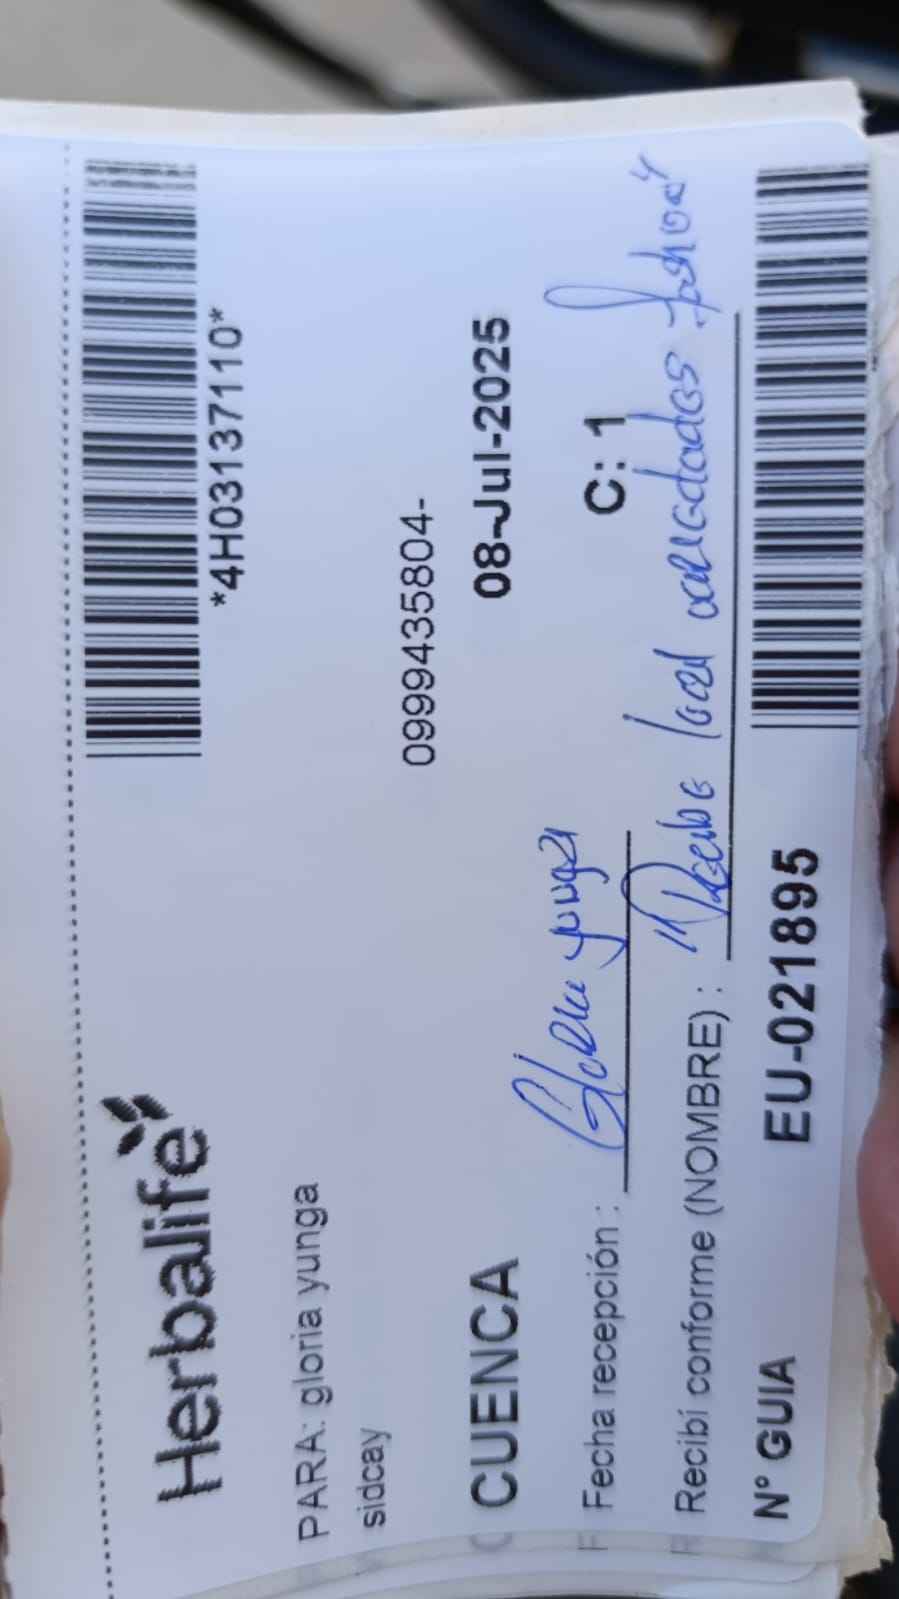 Herbalife
*4H03137110*
PARA: gloria yunga
sidcay
0999435804-
CUENCA 08-Jul-2025
Fecha recepción : Gloria yunga C: 1
Recibí conforme (NOMBRE) : "Recibe local
N° GUIA EU-021895